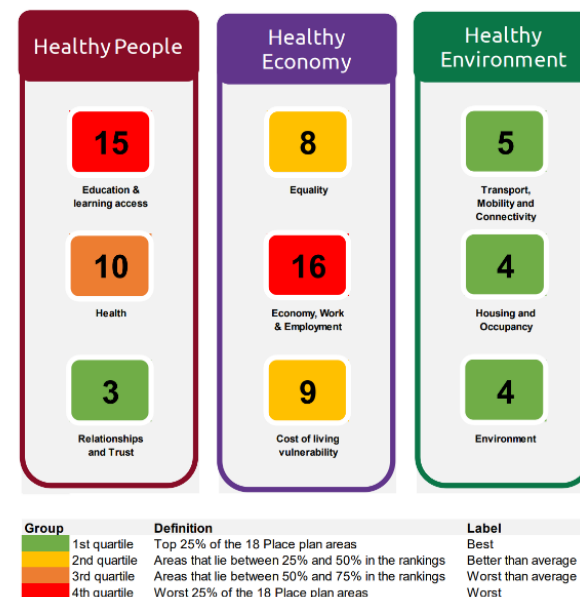 Healthy People
15
Education &
learning access
10
Health
3
Relationships
and Trust
Healthy
Economy
8
Equality
16
Economy, Work
& Employment
9
Cost of living
vulnerability
Healthy
Environment
5
Transport,
Mobility and
Connectivity
4
Housing and
Occupancy
4
Environment
Group Definition Label
1st quartile Top 25% of the 18 Place plan areas Best
2nd quartile Areas that lie between 25% and 50% in the rankings Better than average
3rd quartile Areas that lie between 50% and 75% in the rankings Worst than average
4th quartile Worst 25% of the 18 Place plan areas Worst